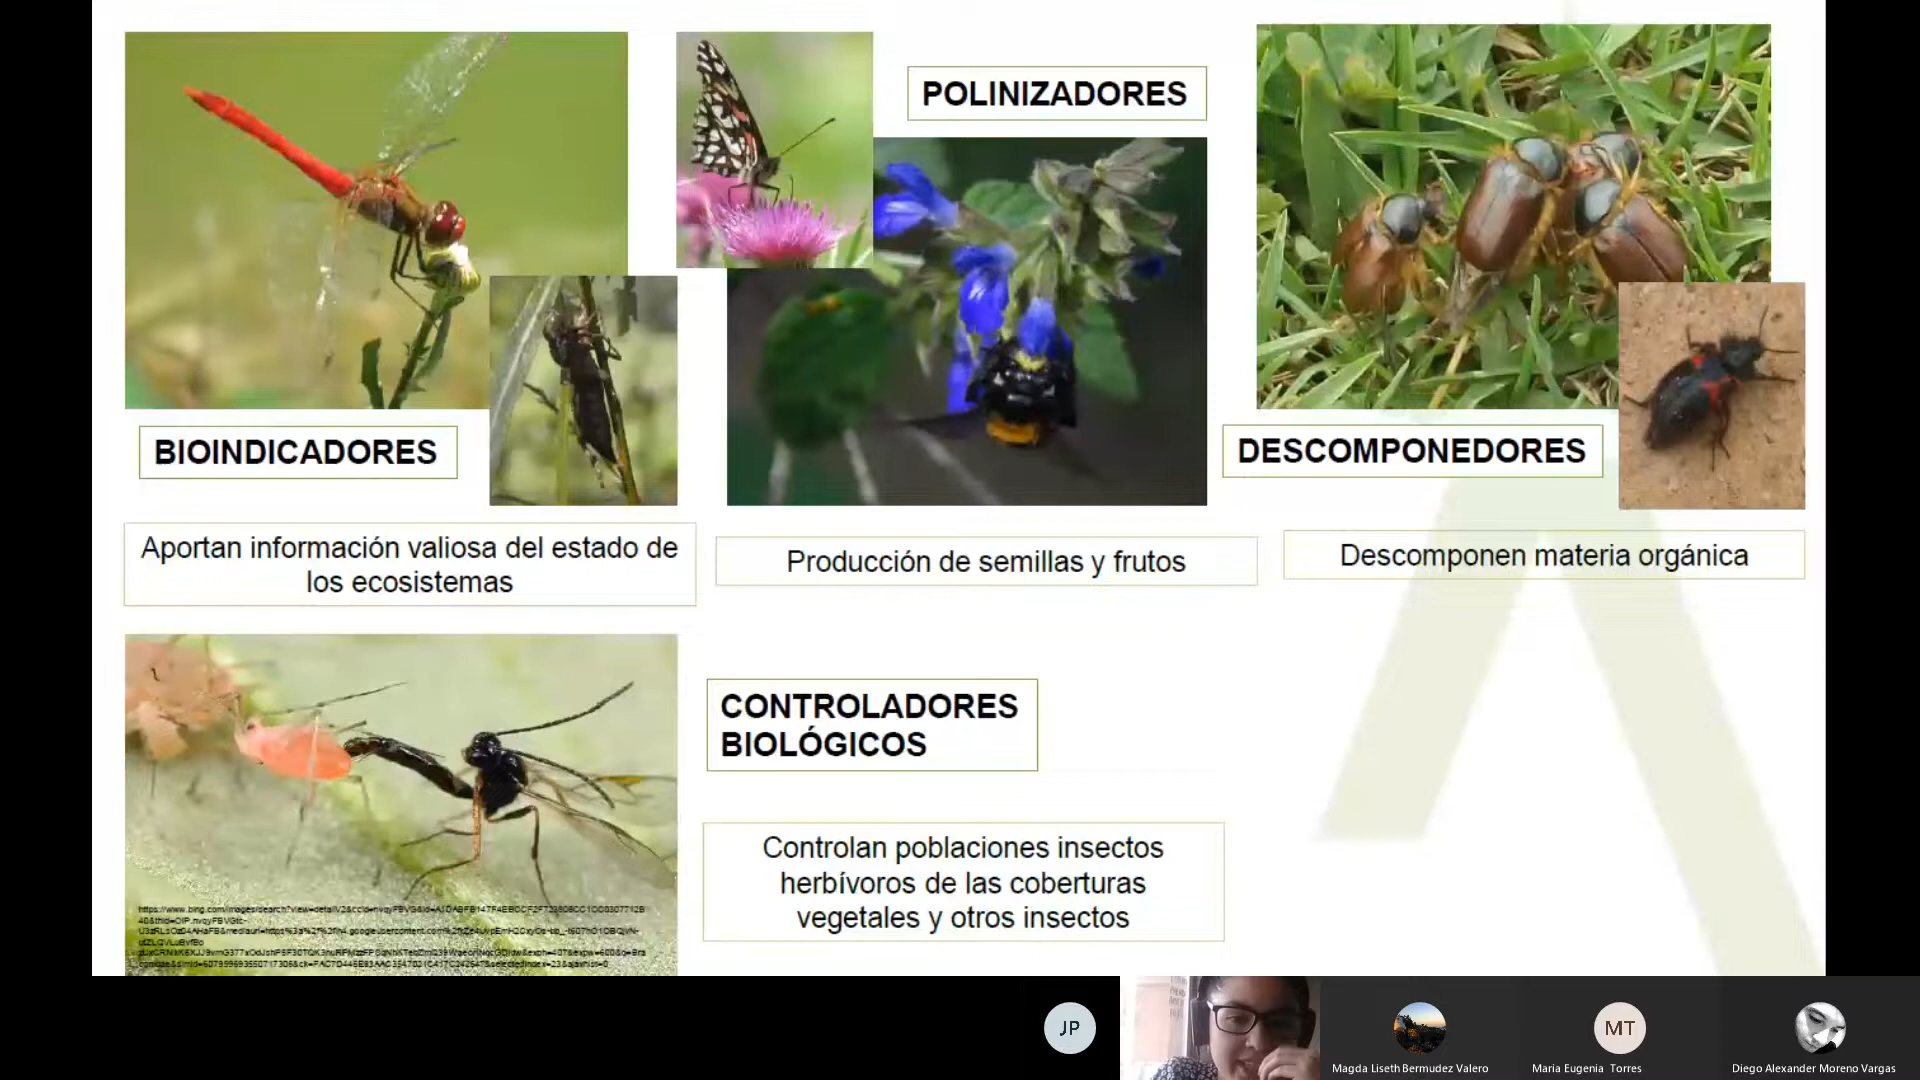 POLINIZADORES
BIOINDICADORES
DESCOMPONEDORES
Aportan información valiosa del estado de
los ecosistemas
Producción de semillas y frutos
Descomponen materia orgánica
CONTROLADORES
BIOLÓGICOS
Controlan poblaciones insectos
herbívoros de las coberturas
vegetales y otros insectos
JP
MT
Magda Liseth Bermudez Valero
Maria Eugenia Torres
Diego Alexander Moreno Vargas